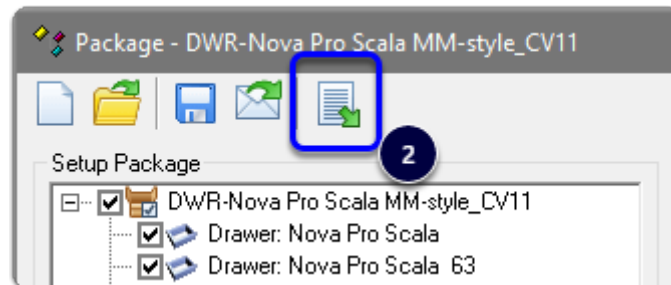 Package - DWR-Nova Pro Scala MM-style_CV11
2
Setup Package
DWR-Nova Pro Scala MM-style_CV11
Drawer: Nova Pro Scala
Drawer: Nova Pro Scala 63